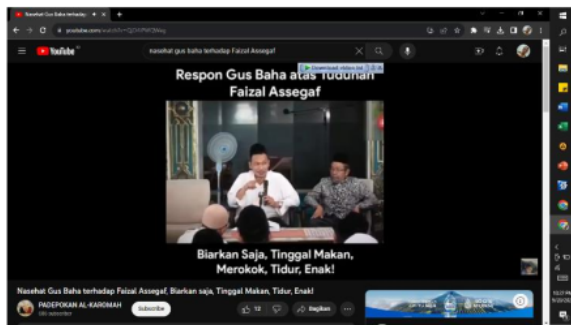 Nasehat Gus Baha terhadap
youtube.com/
YouTube
nasehat gus baha terhadap Faizal Assegaf
Download video
Respon Gus Baha atas Tuduhan
Faizal Assegaf
Biarkan Saja, Tinggal Makan,
Merokok, Tidur, Enak!
Nasehat Gus Baha terhadap Faizal Assegaf, Biarkan saja, Tinggal Makan, Tidur, Enak!
PADEPOKAN AL-KAROMAH
Subscribe
12
Bagikan